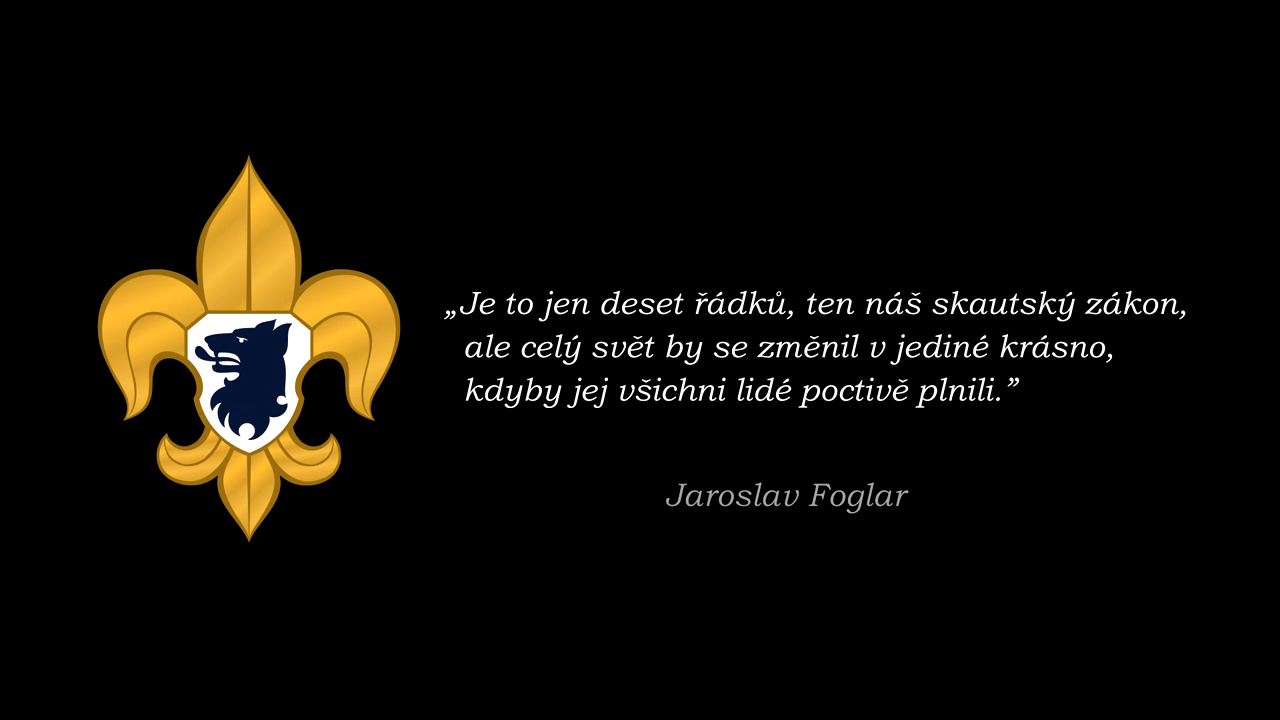 „Je to jen deset řádků, ten náš skautský zákon,
ale celý svět by se změnil v jediné krásno,
kdyby jej všichni lidé poctivě plnili.”
Jaroslav Foglar